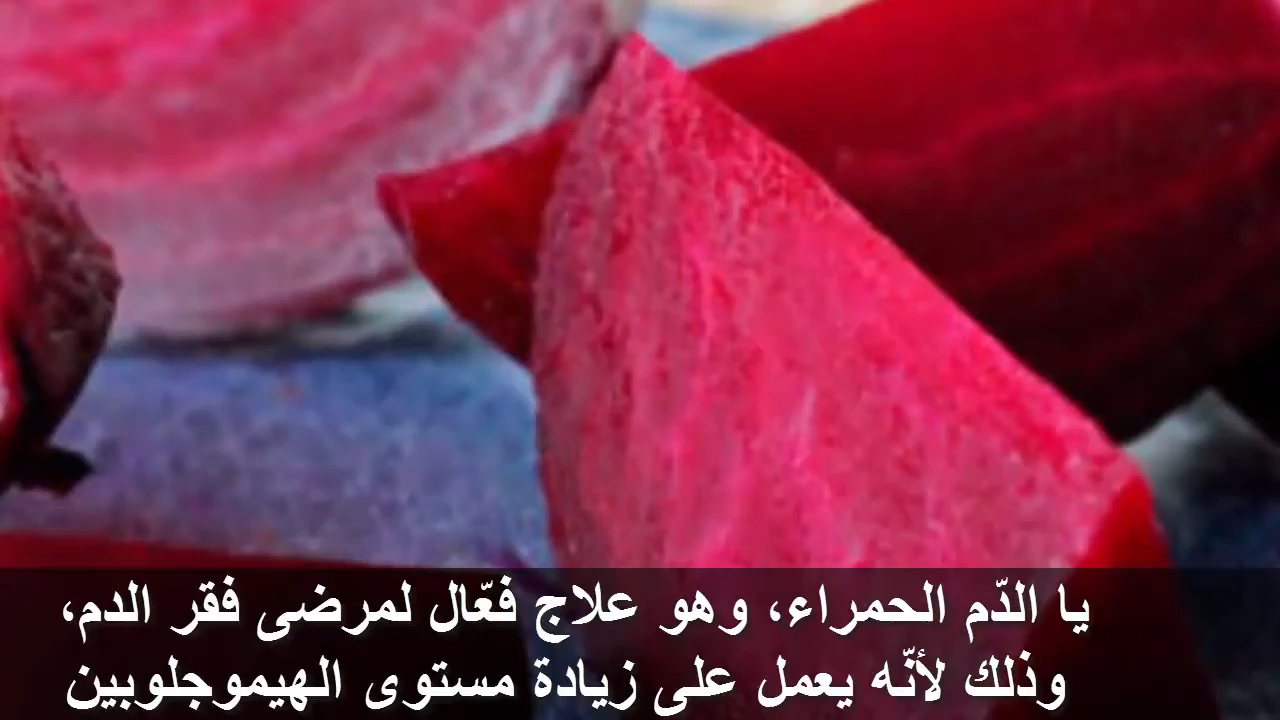 يا الدّم الحمراء، وهو علاج فعّال لمرضى فقر الدم،
وذلك لأنّه يعمل على زيادة مستوى الهيموجلوبين